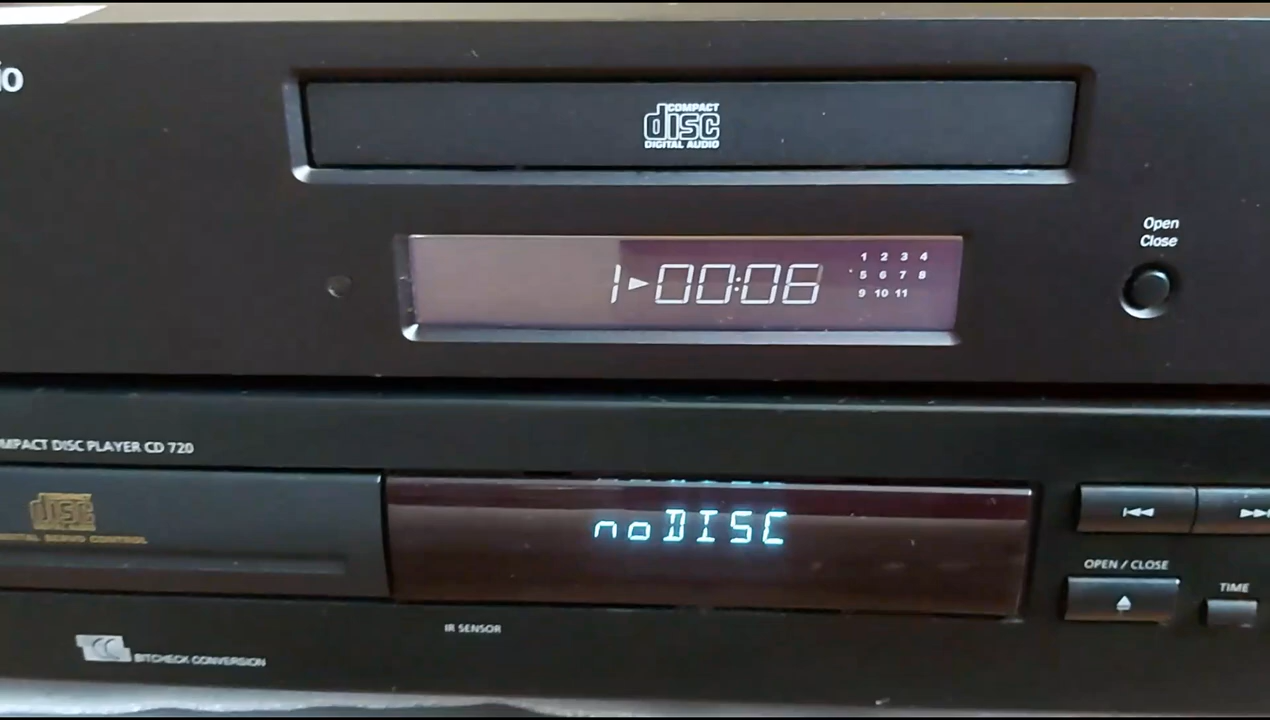 io
COMPACT
disc
DIGITAL AUDIO
Open
Close
1 00:06
1 2 3 4
5 6 7 8
9 10 11
MPACT DISC PLAYER CD 720
disc
DIGITAL SERVO CONTROL
noDISC
OPEN / CLOSE
TIME
IR SENSOR
BITCHECK CONVERSION